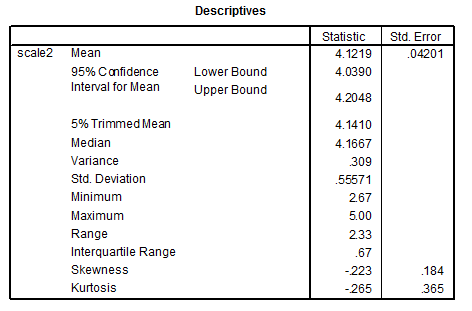 Descriptives
Statistic Std. Error
scale2 Mean 4.1219 .04201
95% Confidence Interval for Mean Lower Bound 4.0390
Upper Bound 4.2048
5% Trimmed Mean 4.1410
Median 4.1667
Variance .309
Std. Deviation .55571
Minimum 2.67
Maximum 5.00
Range 2.33
Interquartile Range .67
Skewness -.223 .184
Kurtosis -.265 .365